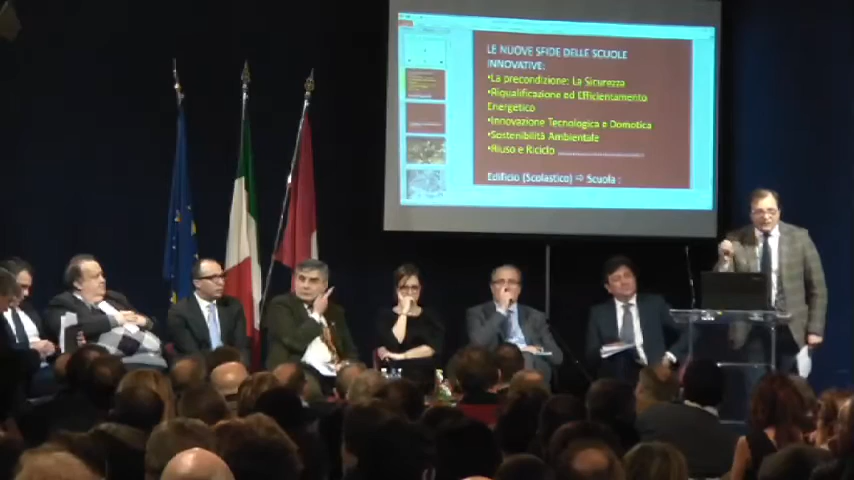 LE NUOVE SFIDE DELLE SCUOLE
INNOVATIVE:
•La precondizione: La Sicurezza
•Riqualificazione ed Efficientamento
Energetico
•Innovazione Tecnologica e Domotica
•Sostenibilità Ambientale
•Riuso e Riciclo
Edificio (Scolastico) ⇨ Scuola :